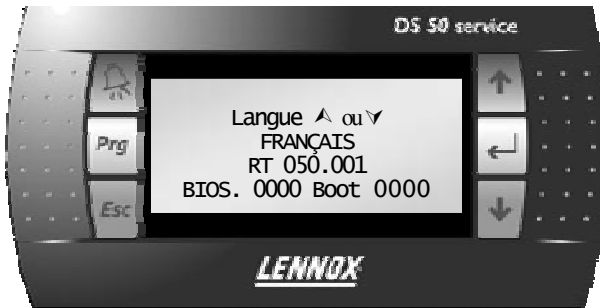 DS 50 service
Prg
Esc
Langue ⮝ ou ⮟
FRANÇAIS
RT 050.001
BIOS. 0000 Boot 0000
LENNOX